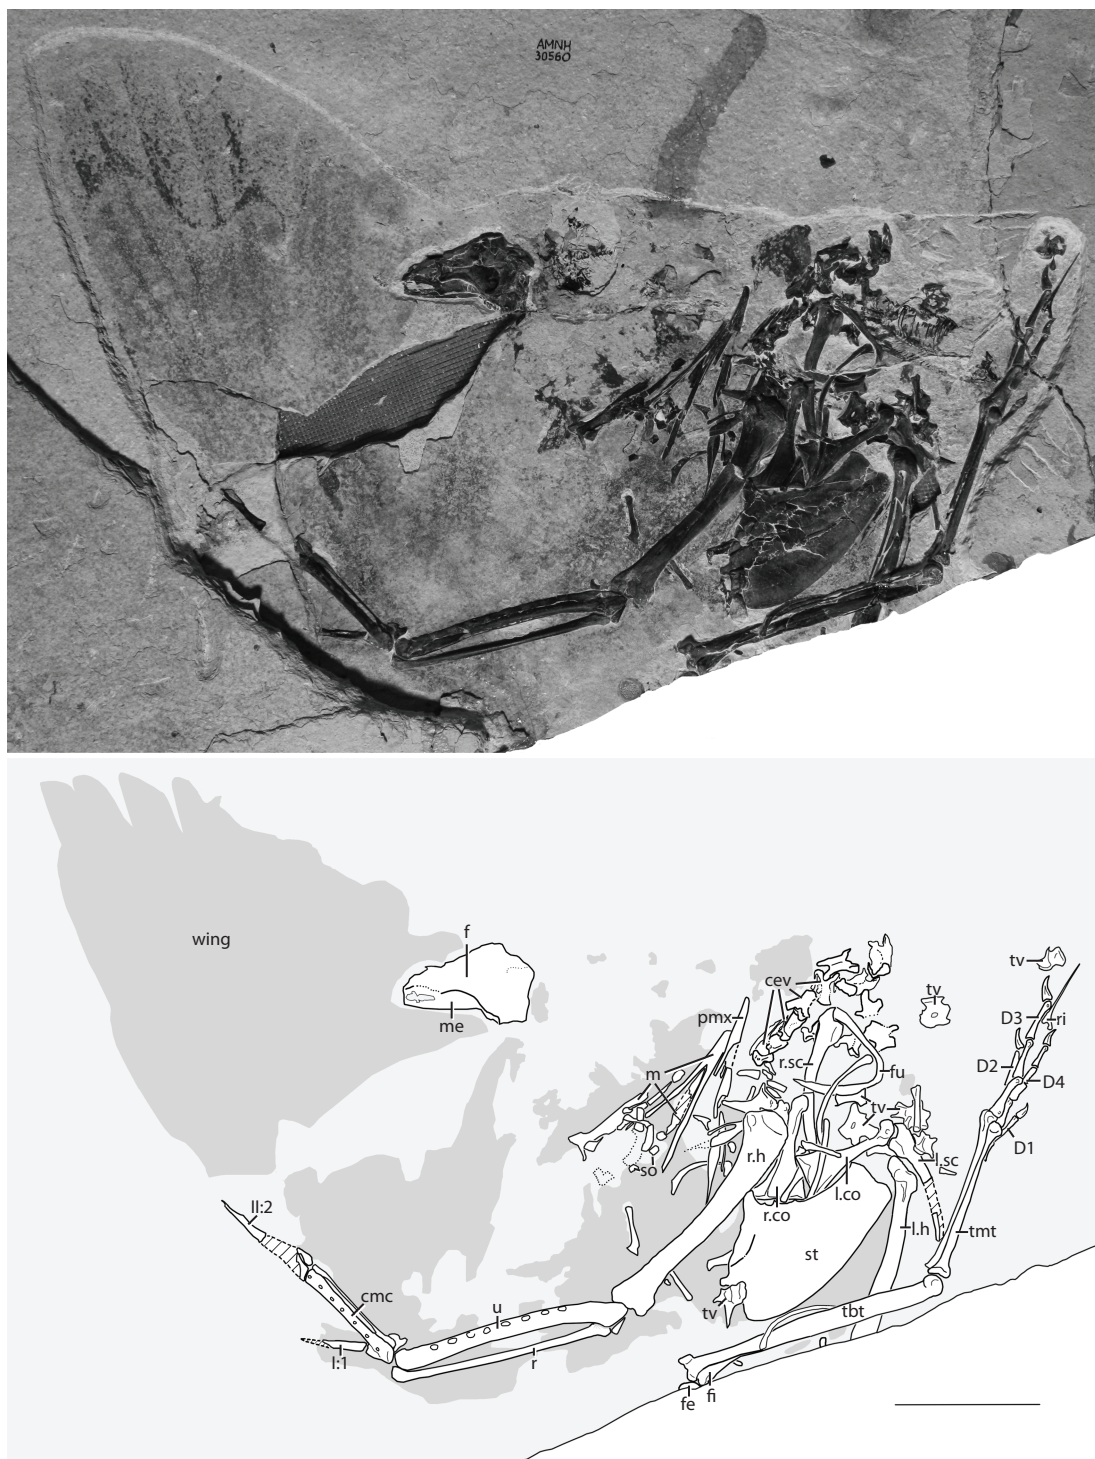 AMNH
30560
wing
f
me
cev
tv
tv
pmx
D3
ri
r.sc
m
fu
D2
D4
tv
D1
so
r.h
l.sc
l.co
r.co
II:2
l.h
tmt
st
cmc
u
tv
tbt
I:1
r
fe
fi